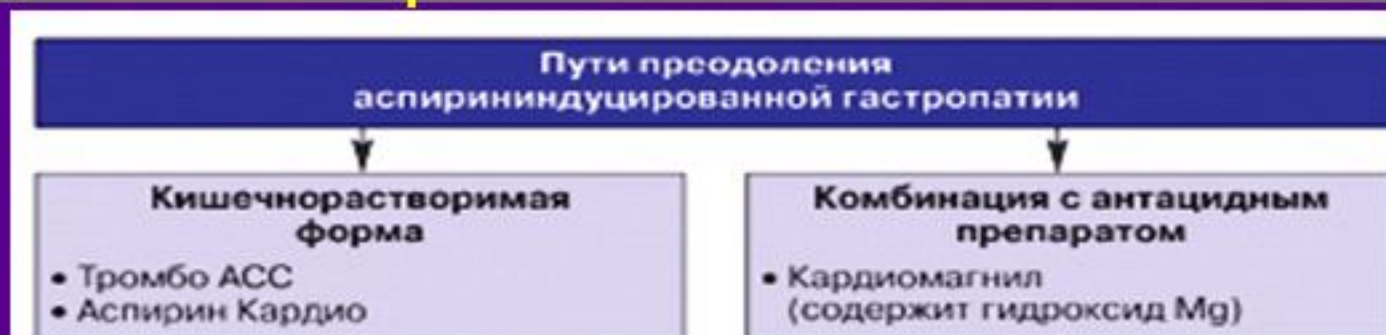 Пути преодоления
аспирининдуцированной гастропатии
Кишечнорастворимая
форма
• Тромбо АСС
• Аспирин Кардио
Комбинация с антацидным
препаратом
• Кардиомагнил
(содержит гидроксид Mg)